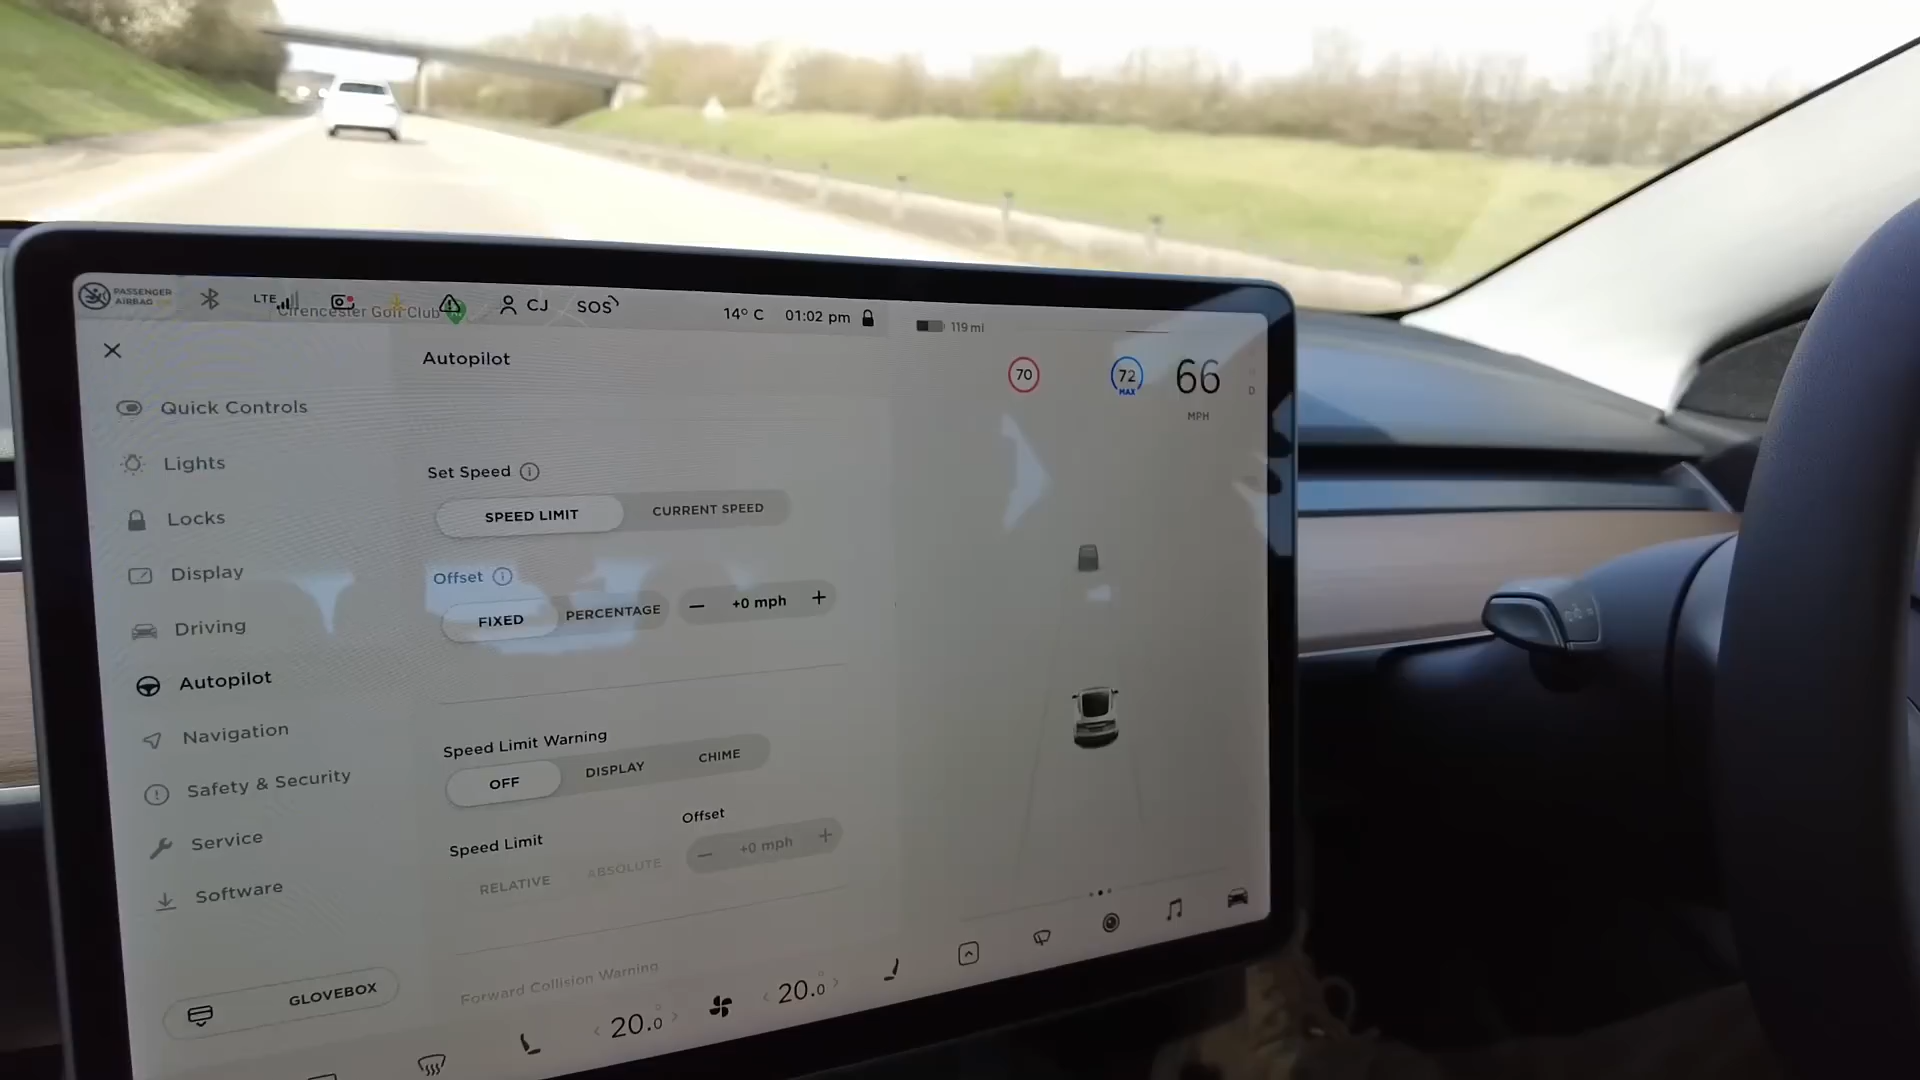 PASSENGER
AIRBAG
LTE
CJ
SOS
14° C
01:02 pm
119 mi
Cirencester Golf Club
Autopilot
70
72
MAX
66
MPH
D
Quick Controls
Lights
Locks
Display
Driving
Autopilot
Navigation
Safety & Security
Service
Software
GLOVEBOX
Set Speed
SPEED LIMIT
CURRENT SPEED
Offset
FIXED
PERCENTAGE
− +0 mph +
Speed Limit Warning
OFF
DISPLAY
CHIME
Speed Limit
RELATIVE
ABSOLUTE
Offset
− +0 mph +
Forward Collision Warning
< 20.0° >
< 20.0° >